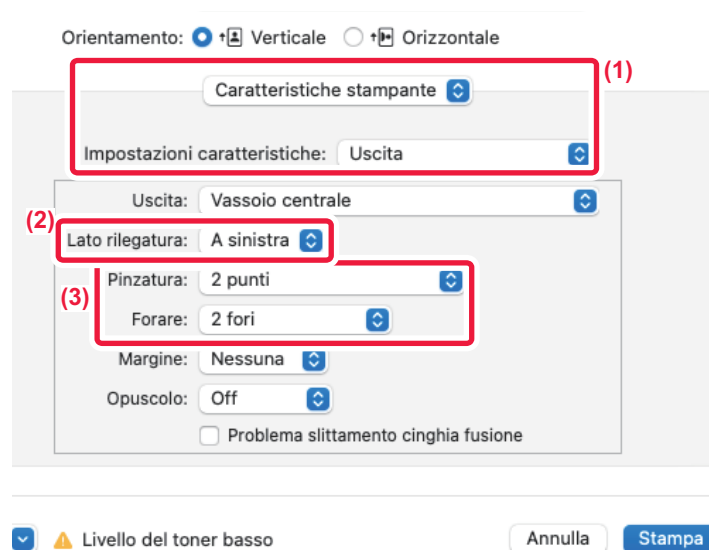 Orientamento: Verticale Orizzontale
(1)
Caratteristiche stampante
Impostazioni caratteristiche: Uscita
Uscita: Vassoio centrale
(2)
Lato rilegatura: A sinistra
Pinzatura: 2 punti
(3)
Forare: 2 fori
Margine: Nessuna
Opuscolo: Off
Problema slittamento cinghia fusione
Livello del toner basso Annulla Stampa